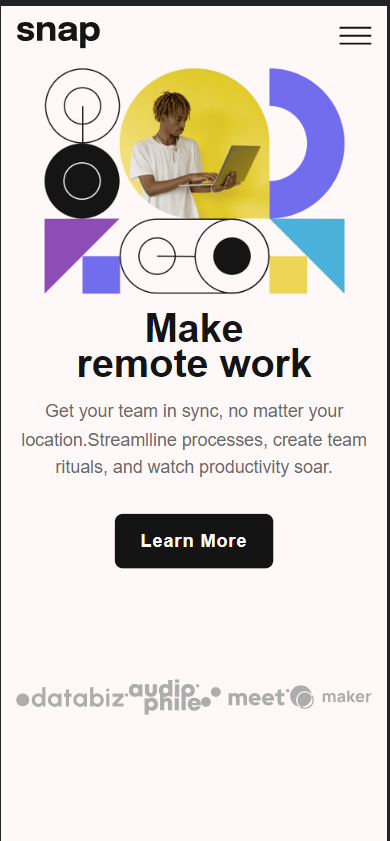 snap
Make
remote work
Get your team in sync, no matter your
location.Streamlline processes, create team
rituals, and watch productivity soar.
Learn More
databiz audiophile meet maker